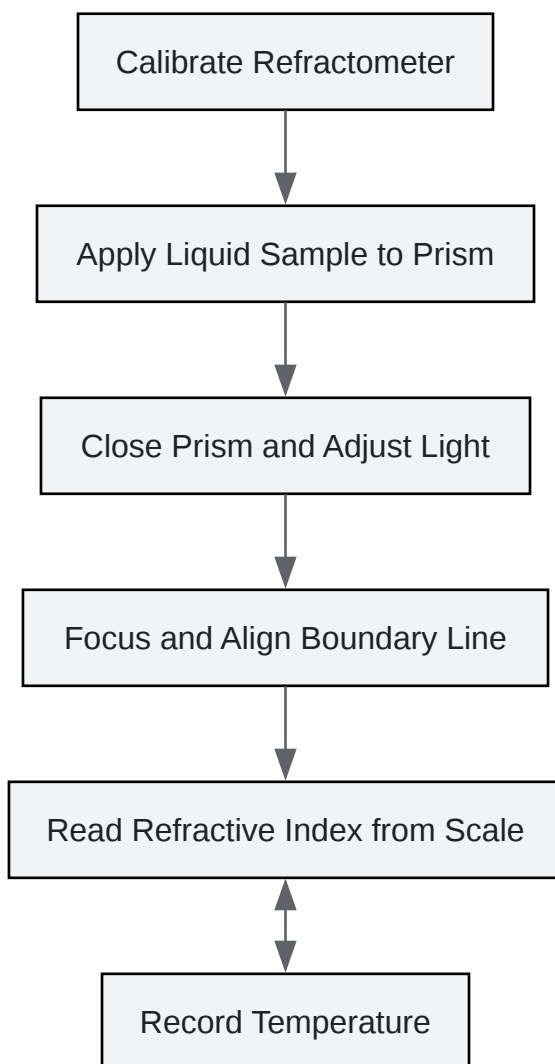 Calibrate Refractometer
Apply Liquid Sample to Prism
Close Prism and Adjust Light
Focus and Align Boundary Line
Read Refractive Index from Scale
Record Temperature